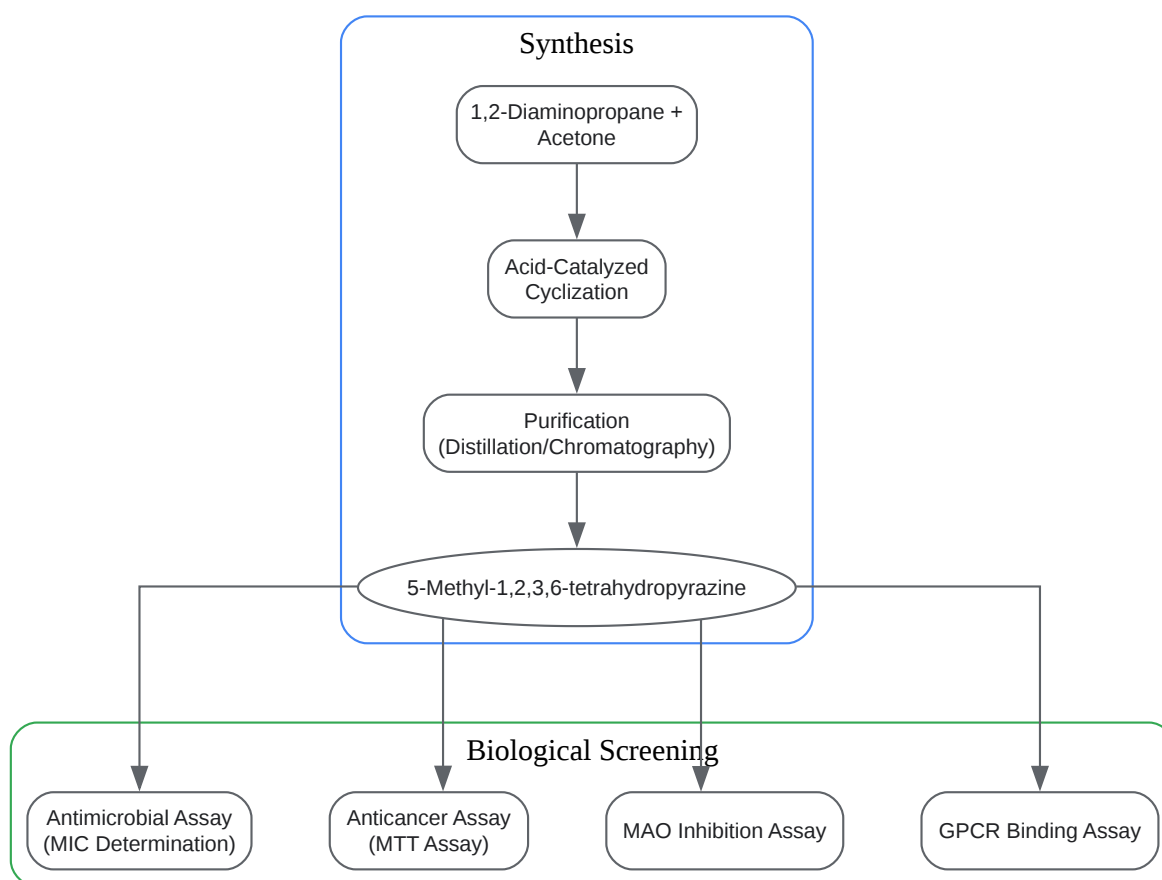 Synthesis
1,2-Diaminopropane +
Acetone
Acid-Catalyzed
Cyclization
Purification
(Distillation/Chromatography)
5-Methyl-1,2,3,6-tetrahydropyrazine
Biological Screening
Antimicrobial Assay
(MIC Determination)
Anticancer Assay
(MTT Assay)
MAO Inhibition Assay
GPCR Binding Assay